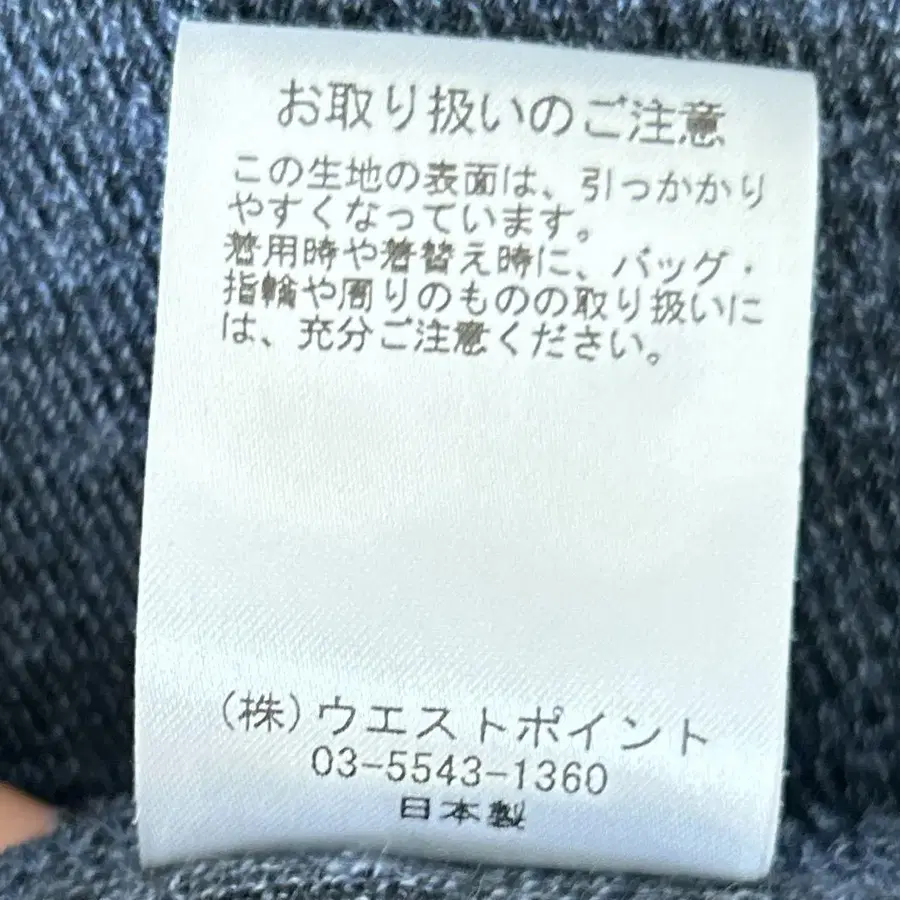 お取り扱いのご注意
この生地の表面は、引っかかり
やすくなっています。
着用時や着替え時に、バッグ・
指輪や周りのものの取り扱いに
は、充分ご注意ください。
(株)ウエストポイント
03-5543-1360
日本製